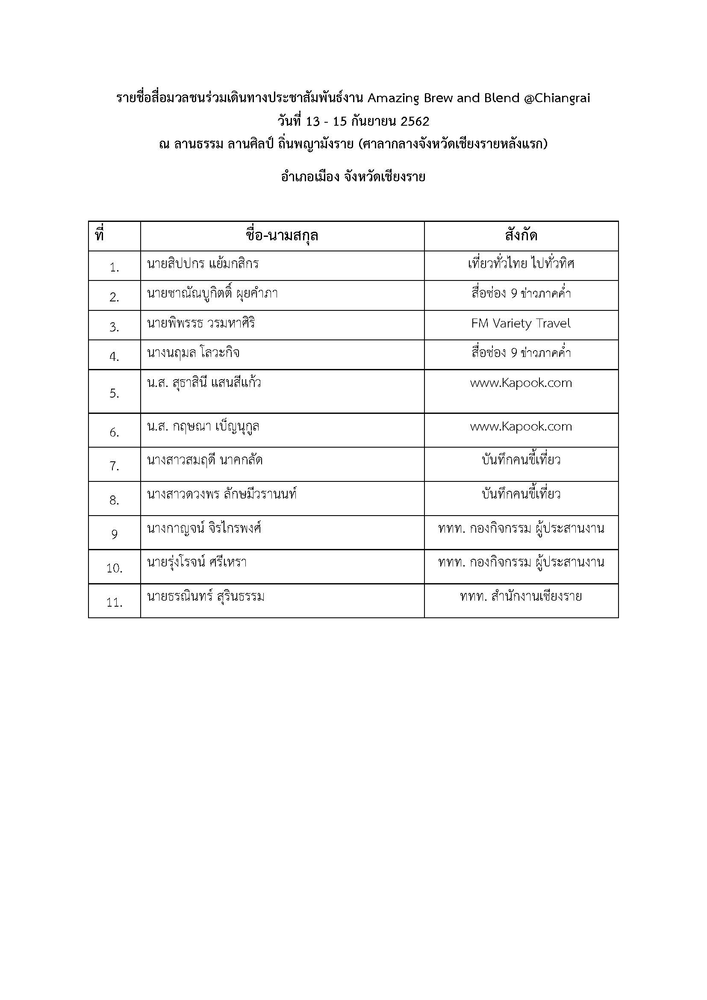 รายชื่อสื่อมวลชนร่วมเดินทางประชาสัมพันธ์งาน Amazing Brew and Blend @Chiangrai
วันที่ 13 - 15 กันยายน 2562
ณ ลานธรรม ลานศิลป์ ถิ่นพญามังราย (ศาลากลางจังหวัดเชียงรายหลังแรก)
อำเภอเมือง จังหวัดเชียงราย
ที่ ชื่อ-นามสกุล สังกัด
1. นายสิปปกร แย้มกสิกร เที่ยวทั่วไทย ไปทั่วทิศ
2. นายชาณัณบูกิตติ์ ผุยคำภา สื่อช่อง 9 ข่าวภาคค่ำ
3. นายพิพรรธ วรมหาศิริ FM Variety Travel
4. นางนฤมล โลวะกิจ สื่อช่อง 9 ข่าวภาคค่ำ
5. น.ส. สุธาสินี แสนสีแก้ว www.Kapook.com
6. น.ส. กฤษณา เบ็ญนุกูล www.Kapook.com
7. นางสาวสมฤดี นาคกลัด บันทึกคนขี้เที่ยว
8. นางสาวดวงพร ลักษมีวรานนท์ บันทึกคนขี้เที่ยว
9 นางกาญจน์ จิรไกรพงศ์ ททท. กองกิจกรรม ผู้ประสานงาน
10. นายรุ่งโรจน์ ศรีเหรา ททท. กองกิจกรรม ผู้ประสานงาน
11. นายธรณินทร์ สุรินธรรม ททท. สำนักงานเชียงราย